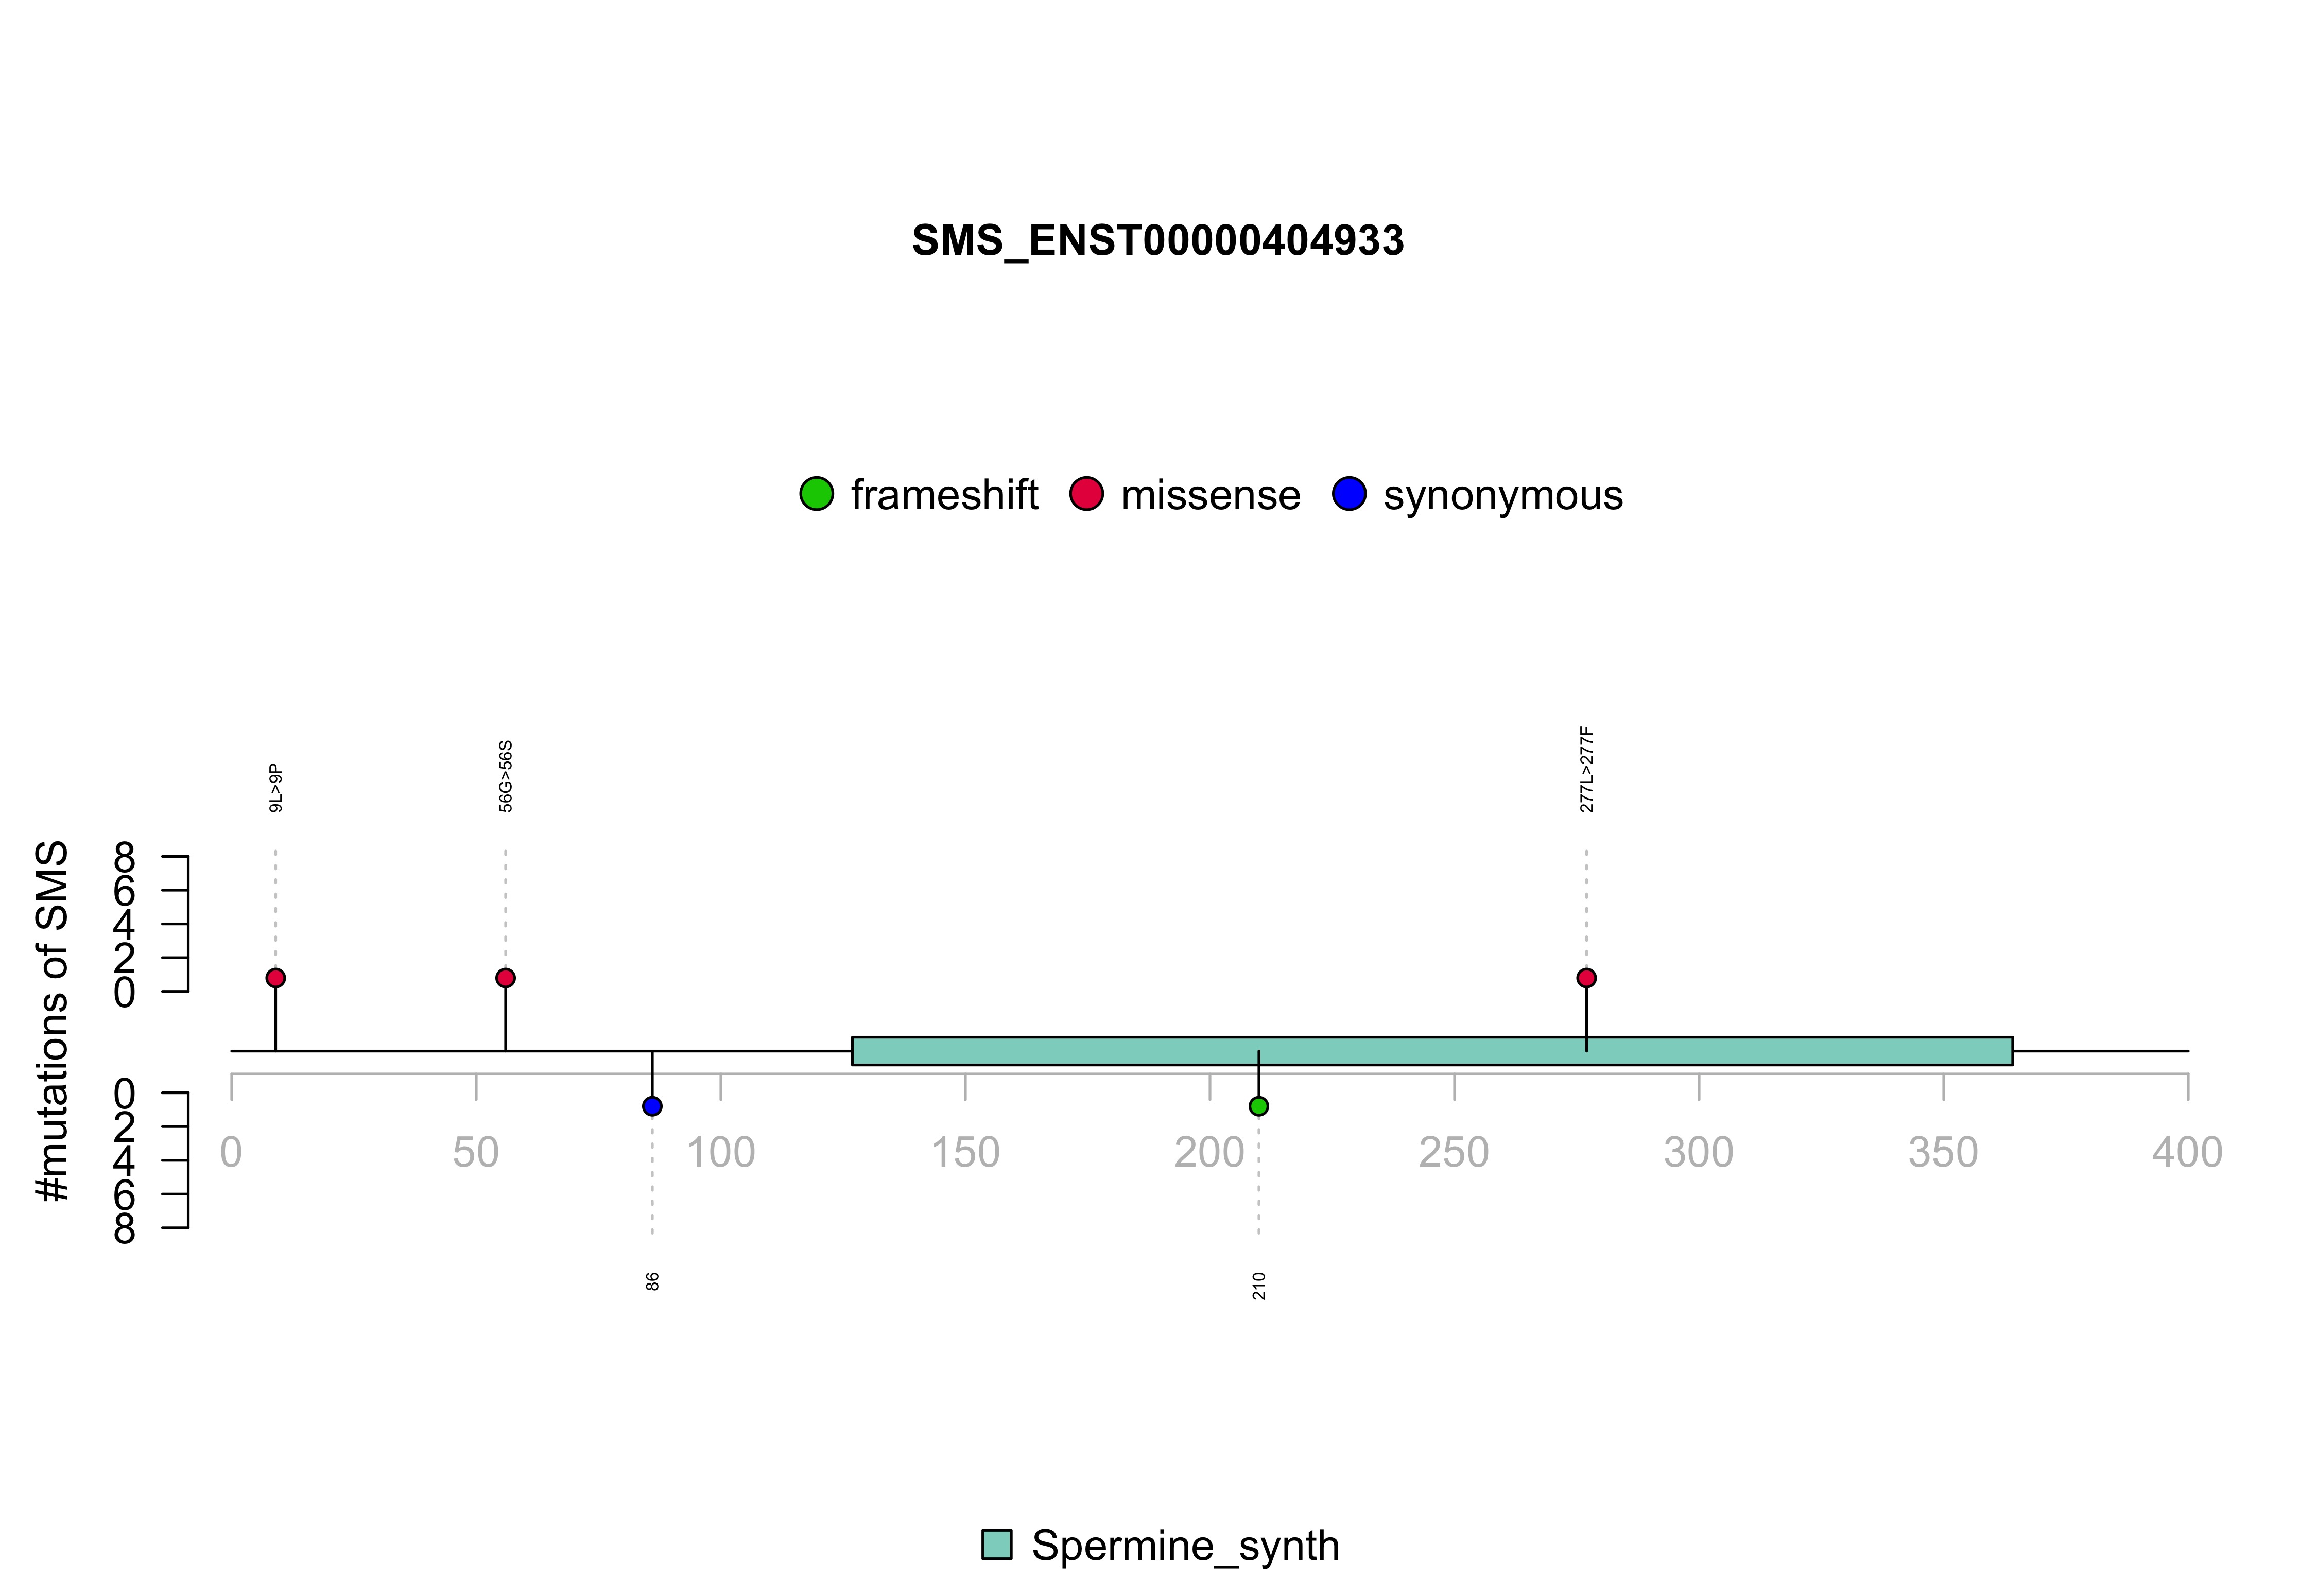 SMS_ENST00000404933
frameshift missense synonymous
9L>9P
56G>56S
277L>277F
#mutations of SMS
8
6
4
2
0
0
2
4
6
8
0 50 100 150 200 250 300 350 400
86
210
Spermine_synth